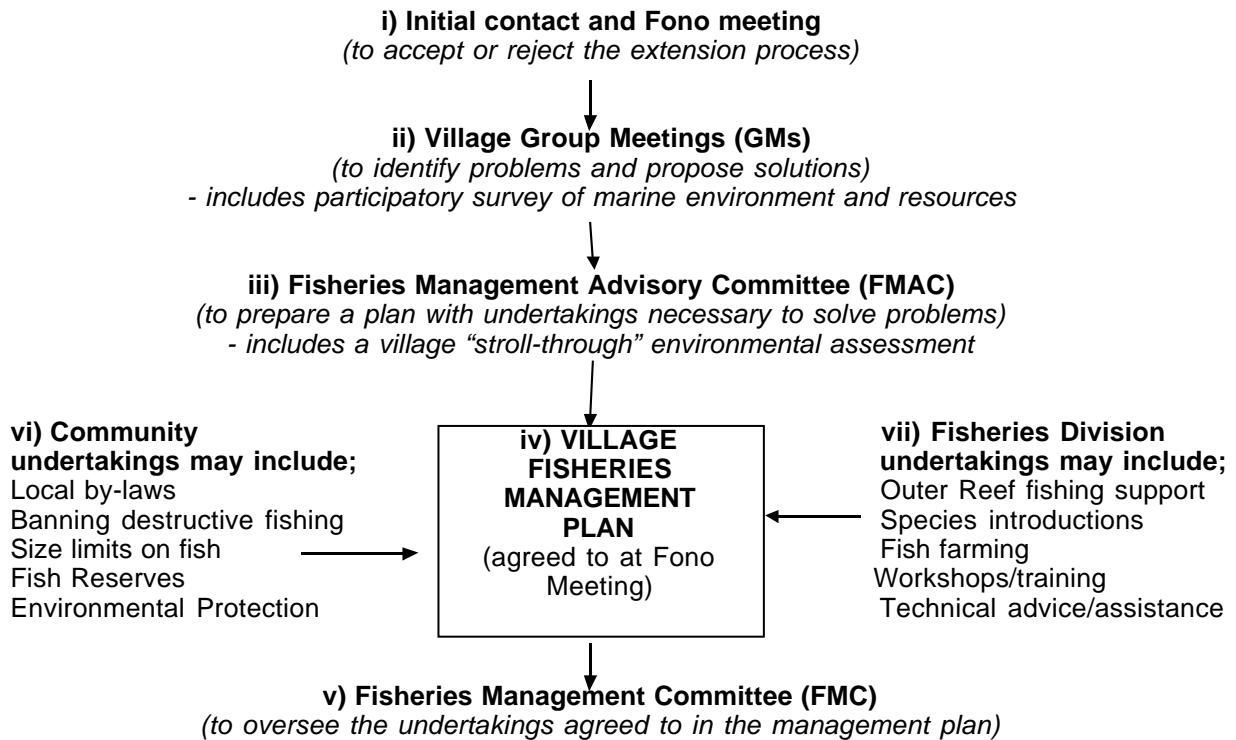 i) Initial contact and Fono meeting
(to accept or reject the extension process)
ii) Village Group Meetings (GMs)
(to identify problems and propose solutions)
- includes participatory survey of marine environment and resources
iii) Fisheries Management Advisory Committee (FMAC)
(to prepare a plan with undertakings necessary to solve problems)
- includes a village “stroll-through” environmental assessment
vi) Community
undertakings may include;
Local by-laws
Banning destructive fishing
Size limits on fish
Fish Reserves
Environmental Protection
iv) VILLAGE
FISHERIES
MANAGEMENT
PLAN
(agreed to at Fono
Meeting)
vii) Fisheries Division
undertakings may include;
Outer Reef fishing support
Species introductions
Fish farming
Workshops/training
Technical advice/assistance
v) Fisheries Management Committee (FMC)
(to oversee the undertakings agreed to in the management plan)